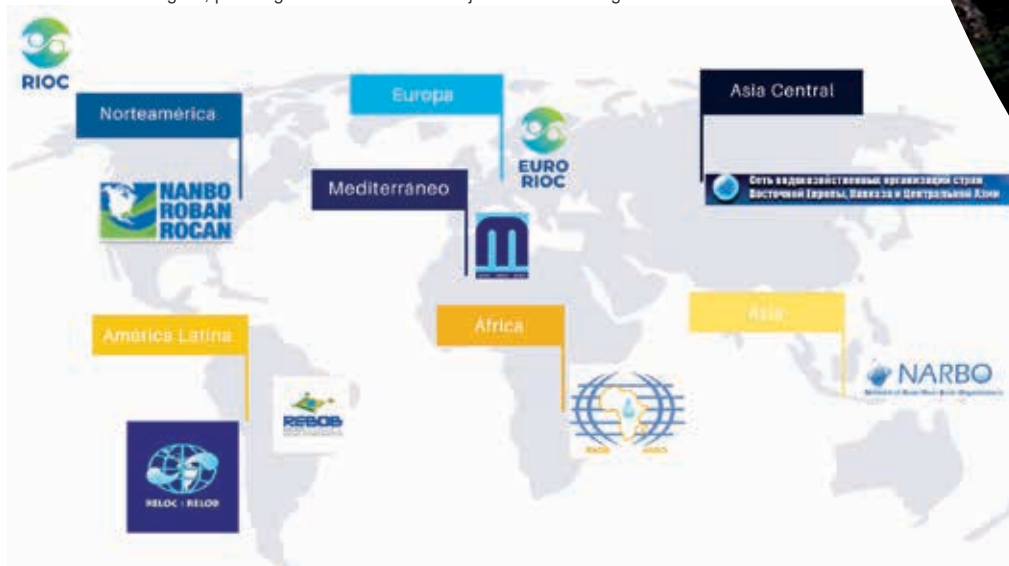 RIOC
Norteamérica
Europa
Asia Central
NANBO
ROBAN
ROCAN
Mediterráneo
EURO
RIOC
Сеть водохозяйственных организаций стран
Восточной Европы, Кавказа и Центральной Азии
América Latina
África
Asia
REBOB
NARBO
RELOC - RELOB